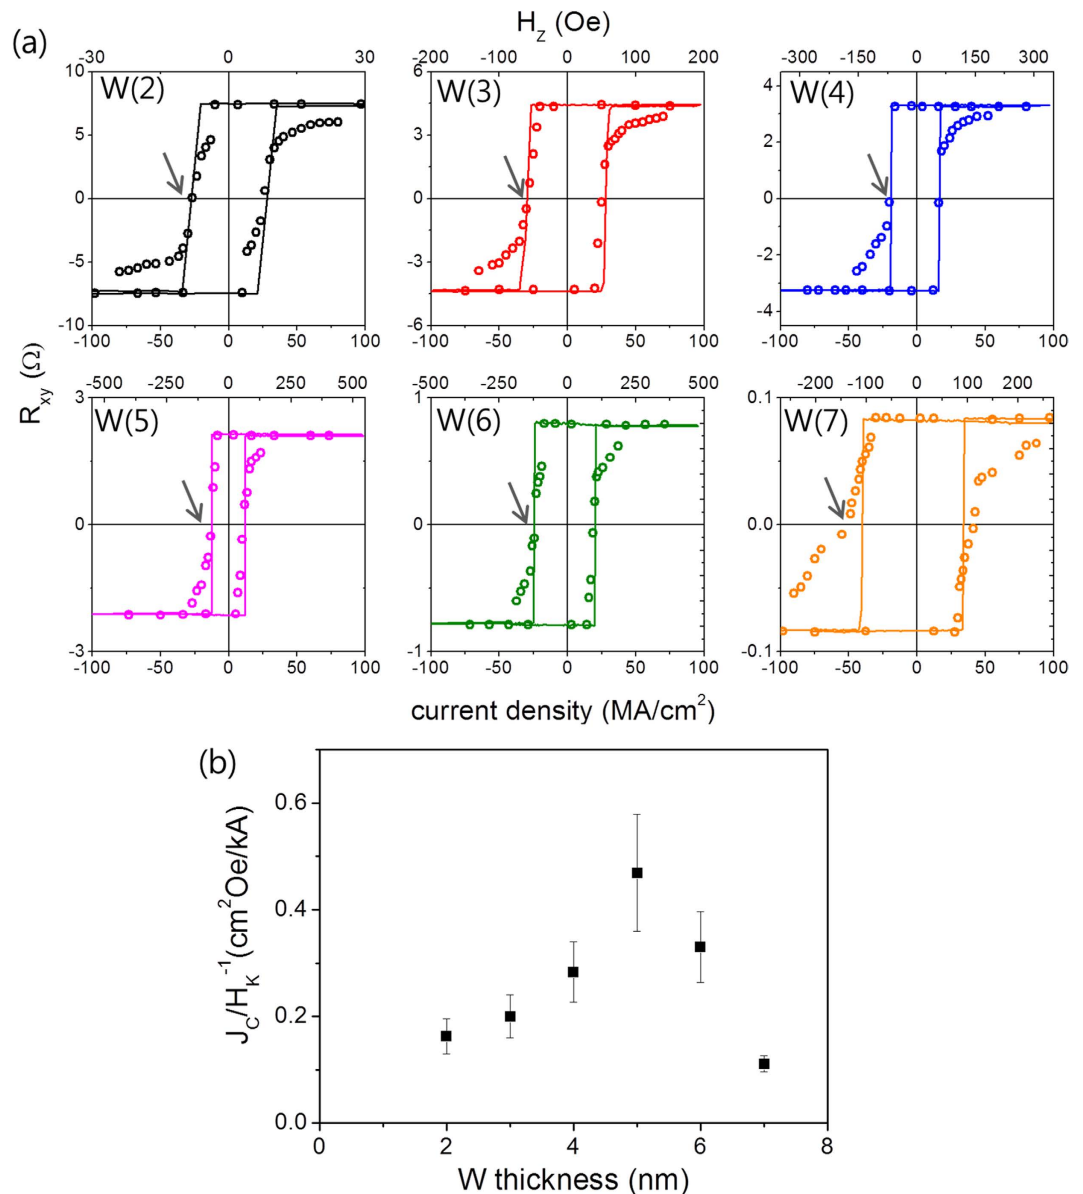 (a)
H_Z (Oe)
-30 0 30 -200 -100 0 100 200 -300 -150 0 150 300
W(2) W(3) W(4)
10 5 0 -5 -10
6 3 0 -3 -6
4 2 0 -2 -4
-100 -50 0 50 100 -100 -50 0 50 100 -100 -50 0 50 100
R_xy (Ω)
-500 -250 0 250 500 -500 -250 0 250 500 -200 -100 0 100 200
W(5) W(6) W(7)
3 0 -3
1 0 -1
0.1 0.0 -0.1
-100 -50 0 50 100 -100 -50 0 50 100 -100 -50 0 50 100
current density (MA/cm²)
(b)
J_C/H_K⁻¹(cm²Oe/kA)
0.6
0.4
0.2
0.0
0 2 4 6 8
W thickness (nm)